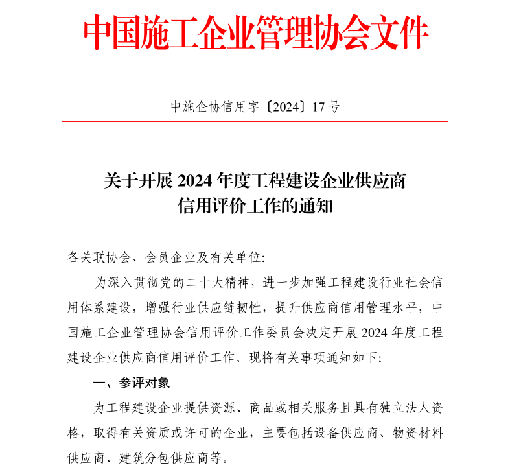 中国施工企业管理协会文件
中施企协信用字〔2024〕17 号
关于开展 2024 年度工程建设企业供应商
信用评价工作的通知
各关联协会、会员企业及有关单位:
为深入贯彻党的二十大精神，进一步加强工程建设行业社会信
用体系建设，增强行业供应链韧性，提升供应商信用管理水平，中
国施工企业管理协会信用评价工作委员会决定开展 2024 年度工程
建设企业供应商信用评价工作，现将有关事项通知如下:
一、参评对象
为工程建设企业提供资源、商品或相关服务且具有独立法人资
格，取得有关资质或许可的企业，主要包括设备供应商、物资材料
供应商、建筑分包供应商等。